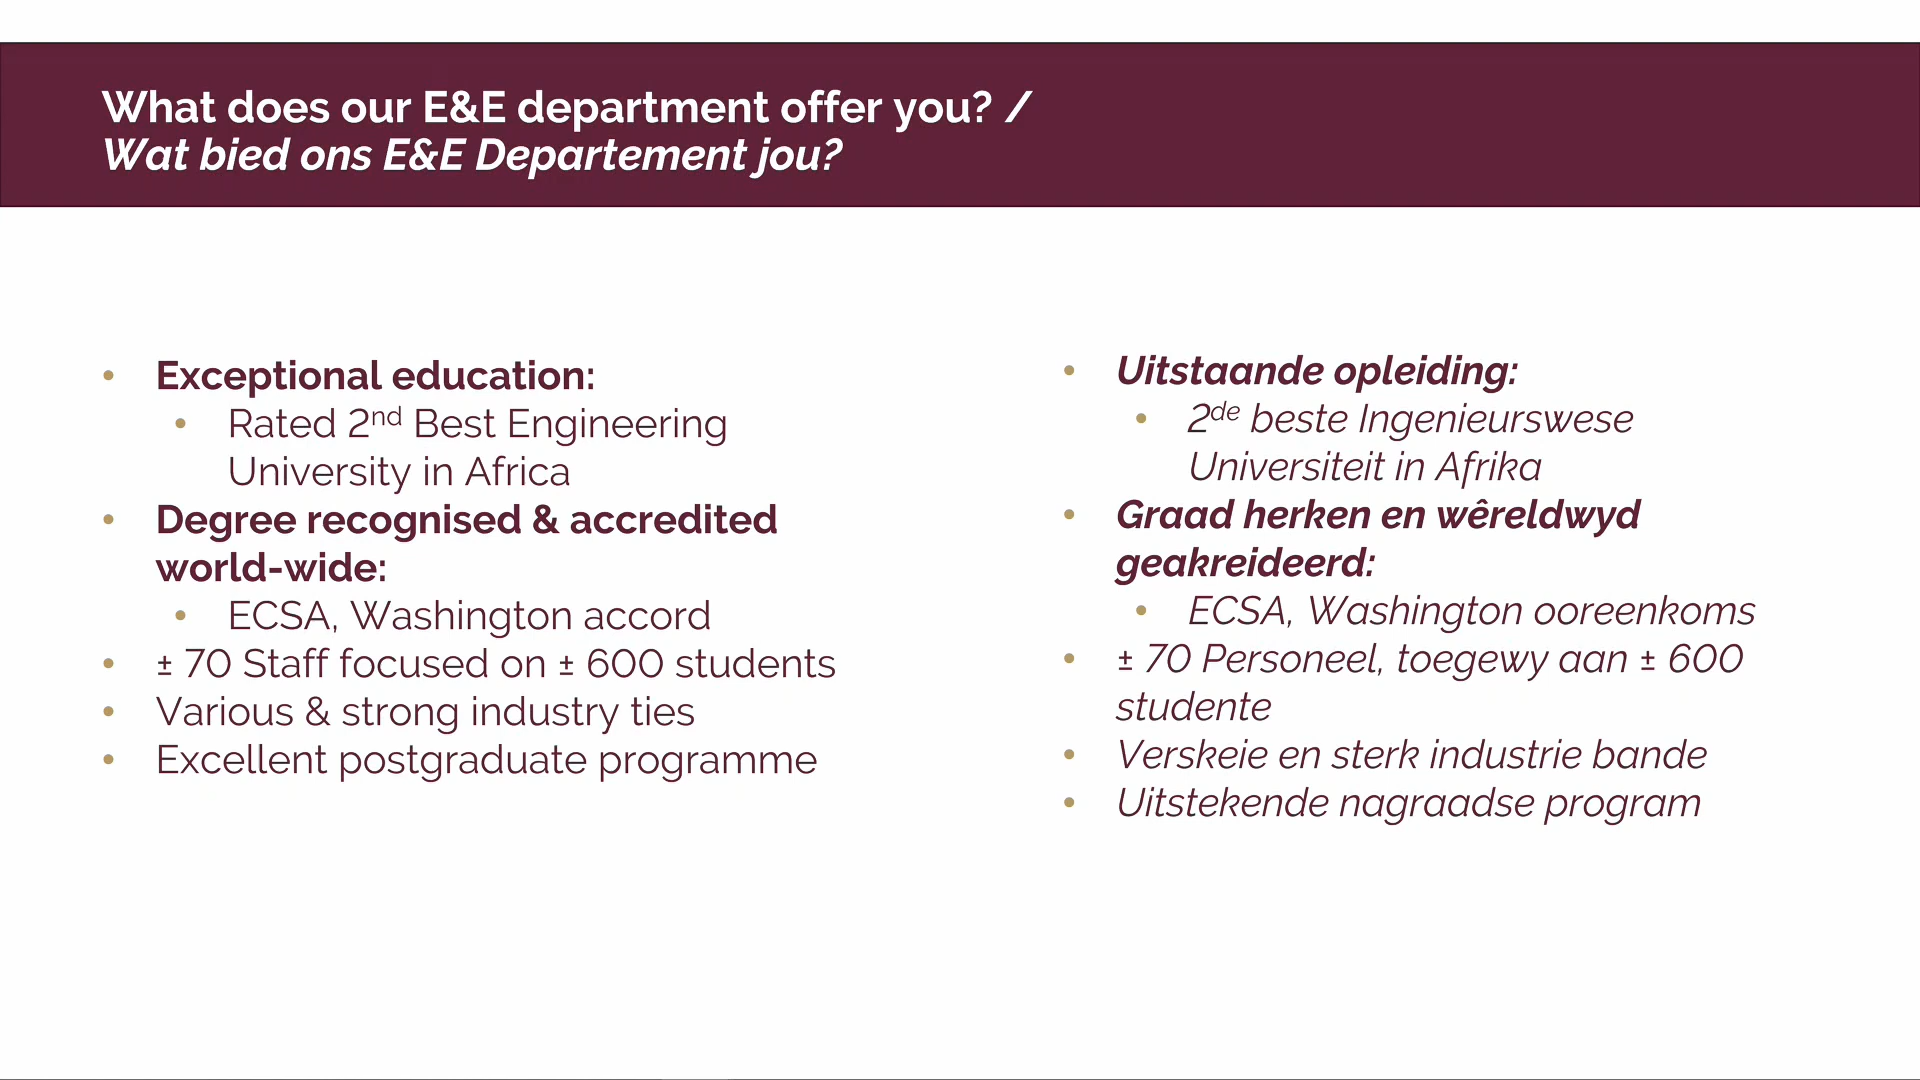 What does our E&E department offer you? /
Wat bied ons E&E Departement jou?
• Exceptional education:
• Rated 2nd Best Engineering
University in Africa
• Degree recognised & accredited
world-wide:
• ECSA, Washington accord
• ± 70 Staff focused on ± 600 students
• Various & strong industry ties
• Excellent postgraduate programme
• Uitstaande opleiding:
• 2de beste Ingenieurswese
Universiteit in Afrika
• Graad herken en wêreldwyd
geakreideerd:
• ECSA, Washington ooreenkoms
• ± 70 Personeel, toegewy aan ± 600
studente
• Verskeie en sterk industrie bande
• Uitstekende nagraadse program